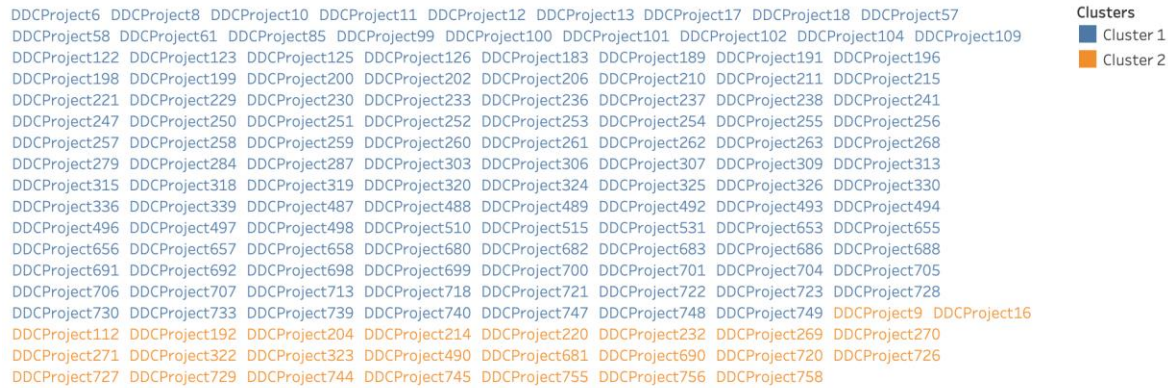 DDCProject6 DDCProject8 DDCProject10 DDCProject11 DDCProject12 DDCProject13 DDCProject17 DDCProject18 DDCProject57
DDCProject58 DDCProject61 DDCProject85 DDCProject99 DDCProject100 DDCProject101 DDCProject102 DDCProject104 DDCProject109
DDCProject122 DDCProject123 DDCProject125 DDCProject126 DDCProject183 DDCProject189 DDCProject191 DDCProject196
DDCProject198 DDCProject199 DDCProject200 DDCProject202 DDCProject206 DDCProject210 DDCProject211 DDCProject215
DDCProject221 DDCProject229 DDCProject230 DDCProject233 DDCProject236 DDCProject237 DDCProject238 DDCProject241
DDCProject247 DDCProject250 DDCProject251 DDCProject252 DDCProject253 DDCProject254 DDCProject255 DDCProject256
DDCProject257 DDCProject258 DDCProject259 DDCProject260 DDCProject261 DDCProject262 DDCProject263 DDCProject268
DDCProject279 DDCProject284 DDCProject287 DDCProject303 DDCProject306 DDCProject307 DDCProject309 DDCProject313
DDCProject315 DDCProject318 DDCProject319 DDCProject320 DDCProject324 DDCProject325 DDCProject326 DDCProject330
DDCProject336 DDCProject339 DDCProject487 DDCProject488 DDCProject489 DDCProject492 DDCProject493 DDCProject494
DDCProject496 DDCProject497 DDCProject498 DDCProject510 DDCProject515 DDCProject531 DDCProject653 DDCProject655
DDCProject656 DDCProject657 DDCProject658 DDCProject680 DDCProject682 DDCProject683 DDCProject686 DDCProject688
DDCProject691 DDCProject692 DDCProject698 DDCProject699 DDCProject700 DDCProject701 DDCProject704 DDCProject705
DDCProject706 DDCProject707 DDCProject713 DDCProject718 DDCProject721 DDCProject722 DDCProject723 DDCProject728
DDCProject730 DDCProject733 DDCProject739 DDCProject740 DDCProject747 DDCProject748 DDCProject749 DDCProject9 DDCProject16
DDCProject112 DDCProject192 DDCProject204 DDCProject214 DDCProject220 DDCProject232 DDCProject269 DDCProject270
DDCProject271 DDCProject322 DDCProject323 DDCProject490 DDCProject681 DDCProject690 DDCProject720 DDCProject726
DDCProject727 DDCProject729 DDCProject744 DDCProject745 DDCProject755 DDCProject756 DDCProject758
Clusters
Cluster 1
Cluster 2